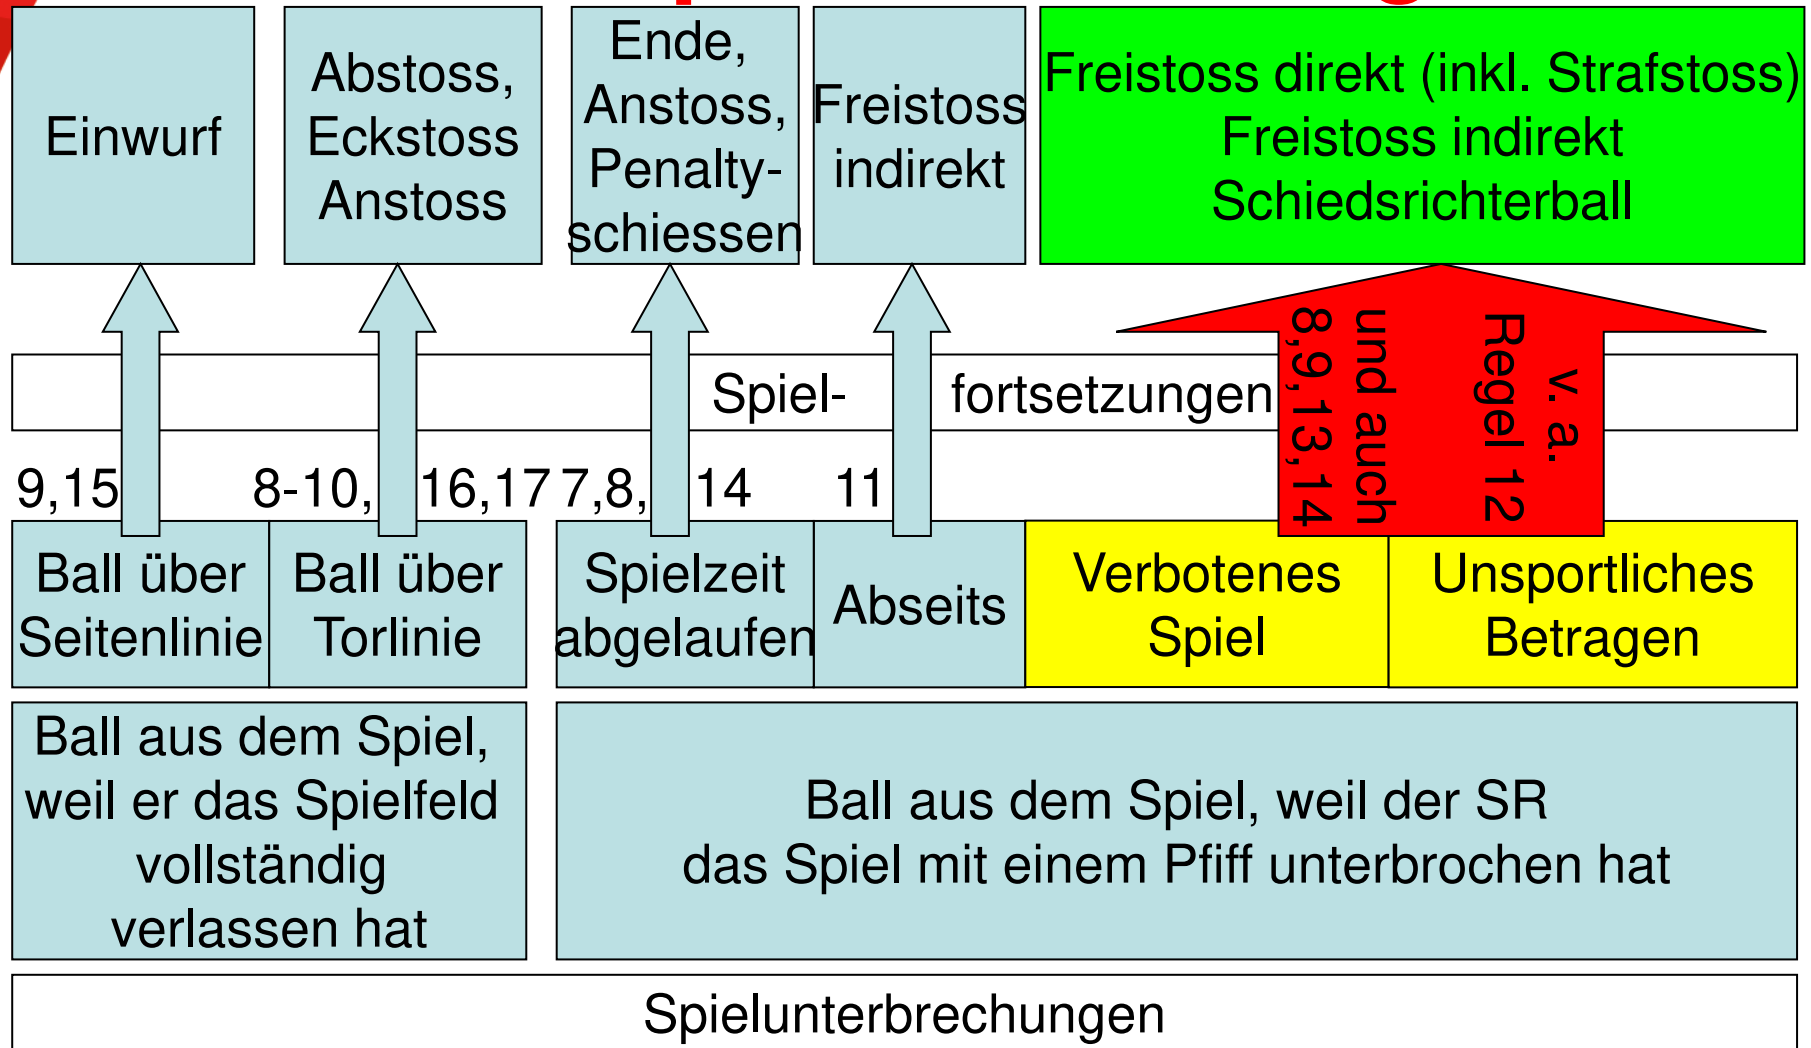 Einwurf
Abstoss,
Eckstoss
Anstoss
Ende,
Anstoss,
Penalty-
schiessen
Freistoss
indirekt
Freistoss direkt (inkl. Strafstoss)
Freistoss indirekt
Schiedsrichterball
Spiel- fortsetzungen
v. a.
Regel 12
und auch
8,9,13,14
9,15
8-10, 16,17
7,8, 14
11
Ball über
Seitenlinie
Ball über
Torlinie
Spielzeit
abgelaufen
Abseits
Verbotenes
Spiel
Unsportliches
Betragen
Ball aus dem Spiel,
weil er das Spielfeld
vollständig
verlassen hat
Ball aus dem Spiel, weil der SR
das Spiel mit einem Pfiff unterbrochen hat
Spielunterbrechungen